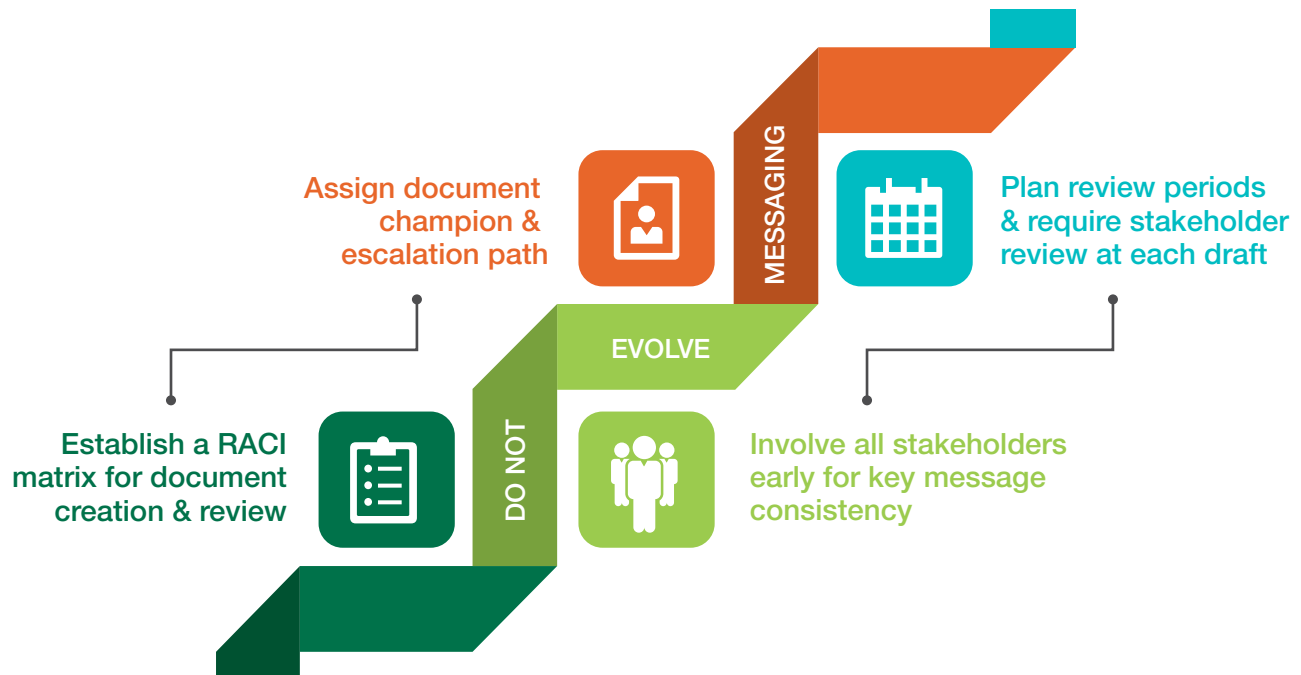 MESSAGING
Assign document
champion &
escalation path
Plan review periods
& require stakeholder
review at each draft
EVOLVE
DO NOT
Establish a RACI
matrix for document
creation & review
Involve all stakeholders
early for key message
consistency